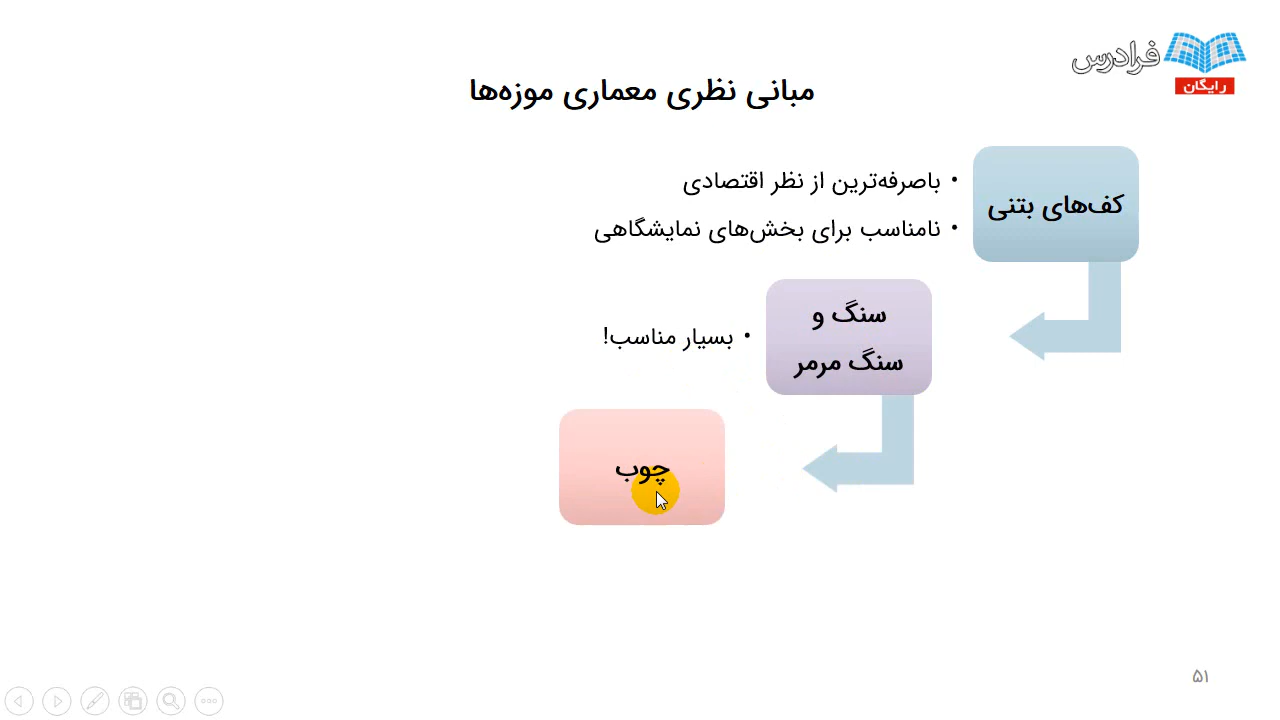 فرادرس
رایگان
مبانی نظری معماری موزه‌ها
کف‌های بتنی
• باصرفه‌ترین از نظر اقتصادی
• نامناسب برای بخش‌های نمایشگاهی
سنگ و
سنگ مرمر
• بسیار مناسب!
چوب
۵۱